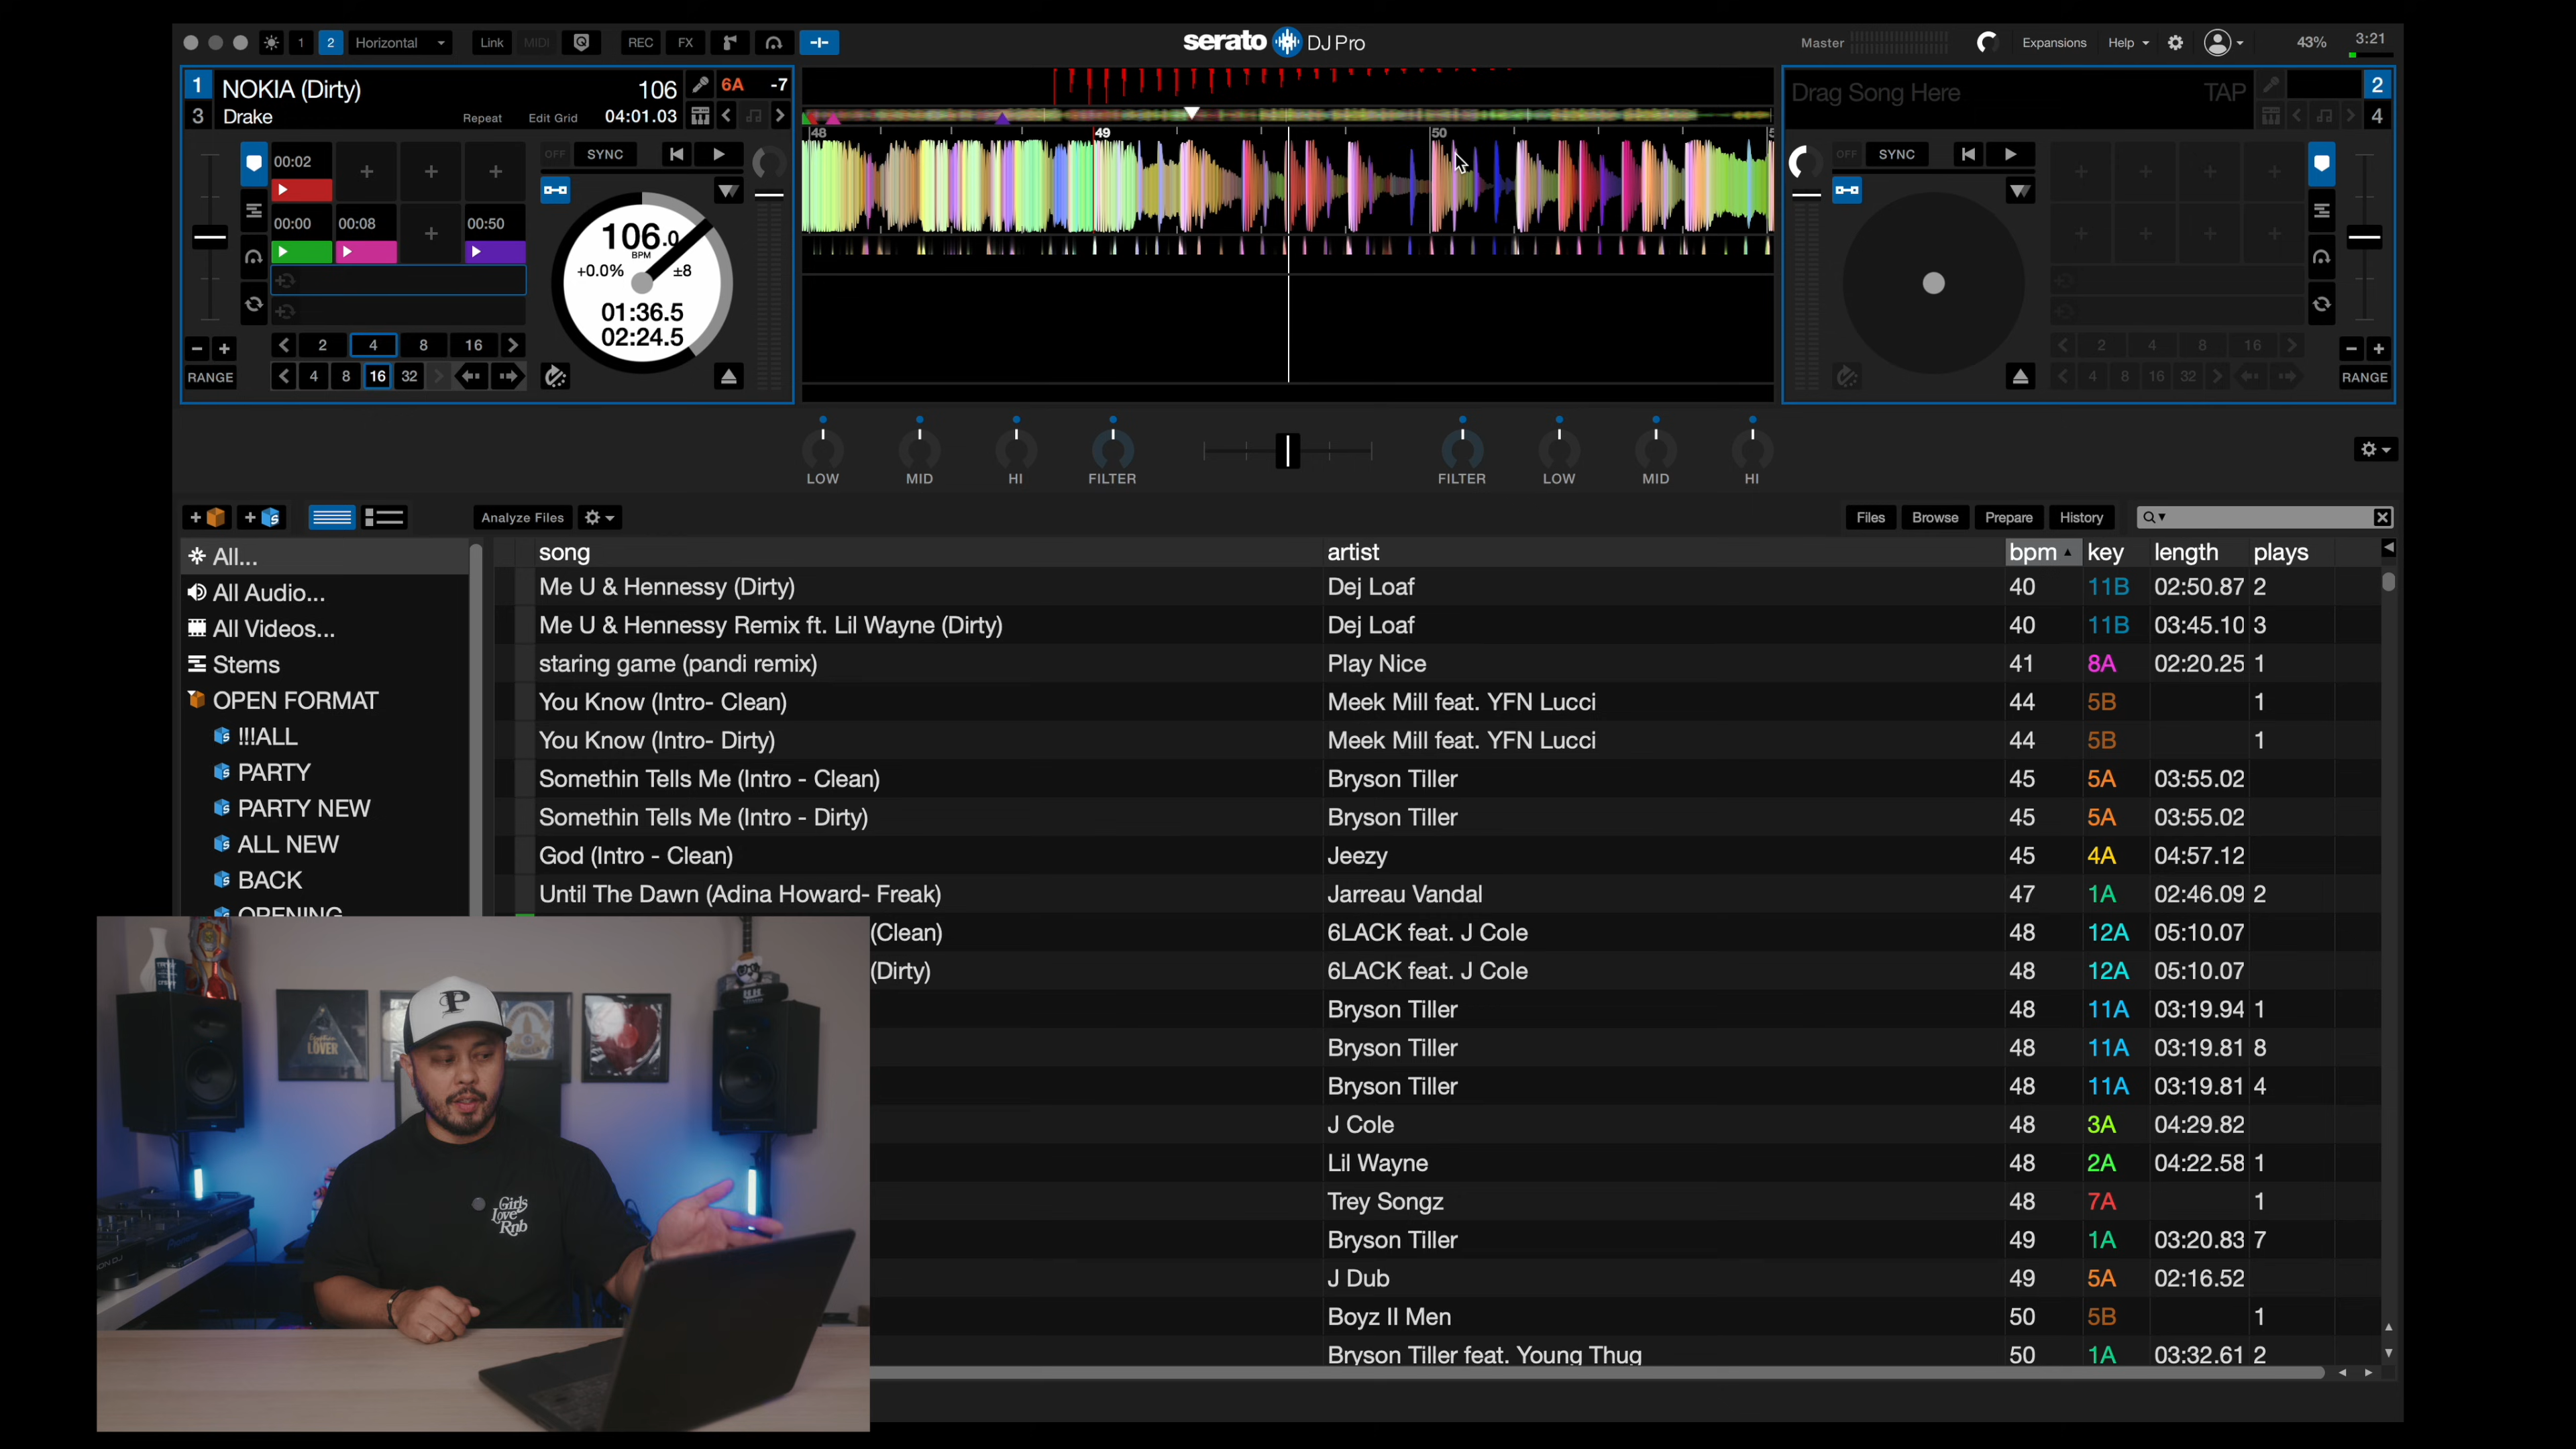 1 2 Horizontal Link MIDI REC FX serato DJ Pro Master Expansions Help 43% 3:21
1 NOKIA (Dirty) 106 6A -7
3 Drake Repeat Edit Grid 04:01.03
Drag Song Here TAP 2
4
48 49 50
00:02 OFF SYNC
00:00 00:08 00:50
106.0
BPM
+0.0% ±8
01:36.5
02:24.5
2 4 8 16
RANGE 4 8 16 32
OFF SYNC
2 4 8 16
4 8 16 32 RANGE
LOW MID HI FILTER FILTER LOW MID HI
Analyze Files Files Browse Prepare History
All...
All Audio...
All Videos...
Stems
OPEN FORMAT
!!!ALL
PARTY
PARTY NEW
ALL NEW
BACK
OPENING
song artist bpm key length plays
Me U & Hennessy (Dirty) Dej Loaf 40 11B 02:50.87 2
Me U & Hennessy Remix ft. Lil Wayne (Dirty) Dej Loaf 40 11B 03:45.10 3
staring game (pandi remix) Play Nice 41 8A 02:20.25 1
You Know (Intro- Clean) Meek Mill feat. YFN Lucci 44 5B 1
You Know (Intro- Dirty) Meek Mill feat. YFN Lucci 44 5B 1
Somethin Tells Me (Intro - Clean) Bryson Tiller 45 5A 03:55.02
Somethin Tells Me (Intro - Dirty) Bryson Tiller 45 5A 03:55.02
God (Intro - Clean) Jeezy 45 4A 04:57.12
Until The Dawn (Adina Howard- Freak) Jarreau Vandal 47 1A 02:46.09 2
(Clean) 6LACK feat. J Cole 48 12A 05:10.07
(Dirty) 6LACK feat. J Cole 48 12A 05:10.07
Bryson Tiller 48 11A 03:19.94 1
Bryson Tiller 48 11A 03:19.81 8
Bryson Tiller 48 11A 03:19.81 4
J Cole 48 3A 04:29.82
Lil Wayne 48 2A 04:22.58 1
Trey Songz 48 7A 1
Bryson Tiller 49 1A 03:20.83 7
J Dub 49 5A 02:16.52
Boyz II Men 50 5B 1
Bryson Tiller feat. Young Thug 50 1A 03:32.61 2
P
LOVER
Girls
Love
Rnb